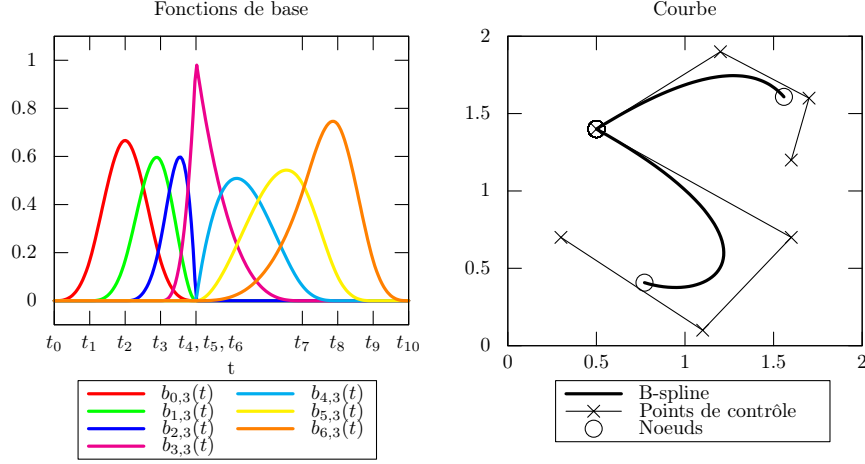 Fonctions de base
1
0.8
0.6
0.4
0.2
0
t₀ t₁ t₂ t₃ t₄, t₅, t₆ t₇ t₈ t₉ t₁₀
t
b₀,₃(t) b₄,₃(t)
b₁,₃(t) b₅,₃(t)
b₂,₃(t) b₆,₃(t)
b₃,₃(t)
Courbe
2
1.5
1
0.5
0
0 0.5 1 1.5 2
B-spline
Points de contrôle
Noeuds